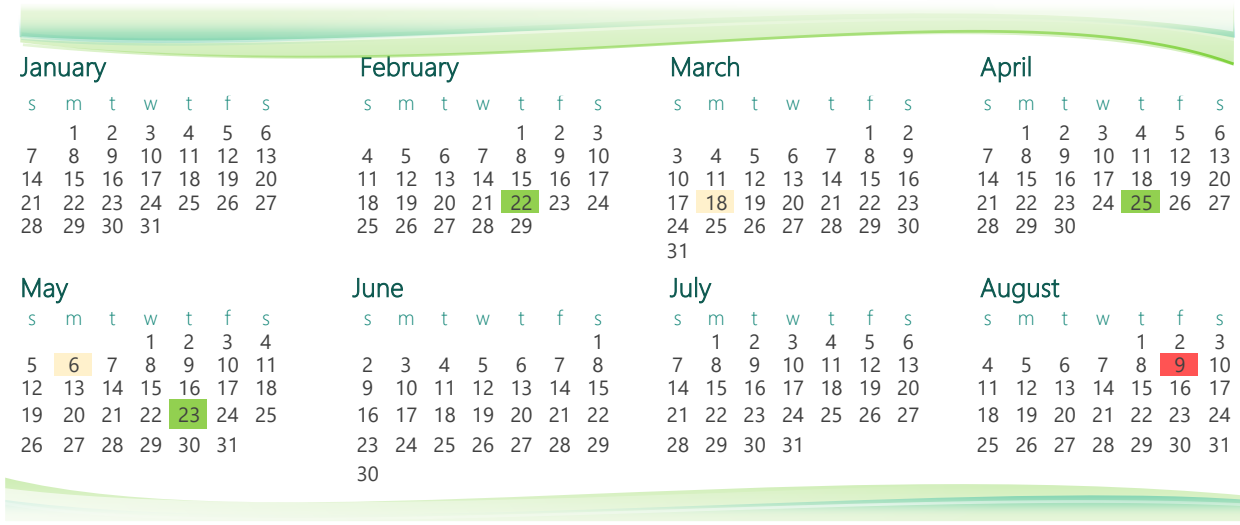 January
s m t w t f s
1 2 3 4 5 6
7 8 9 10 11 12 13
14 15 16 17 18 19 20
21 22 23 24 25 26 27
28 29 30 31
February
s m t w t f s
1 2 3
4 5 6 7 8 9 10
11 12 13 14 15 16 17
18 19 20 21 22 23 24
25 26 27 28 29
March
s m t w t f s
1 2
3 4 5 6 7 8 9
10 11 12 13 14 15 16
17 18 19 20 21 22 23
24 25 26 27 28 29 30
31
April
s m t w t f s
1 2 3 4 5 6
7 8 9 10 11 12 13
14 15 16 17 18 19 20
21 22 23 24 25 26 27
28 29 30
May
s m t w t f s
1 2 3 4
5 6 7 8 9 10 11
12 13 14 15 16 17 18
19 20 21 22 23 24 25
26 27 28 29 30 31
June
s m t w t f s
1
2 3 4 5 6 7 8
9 10 11 12 13 14 15
16 17 18 19 20 21 22
23 24 25 26 27 28 29
30
July
s m t w t f s
1 2 3 4 5 6
7 8 9 10 11 12 13
14 15 16 17 18 19 20
21 22 23 24 25 26 27
28 29 30 31
August
s m t w t f s
1 2 3
4 5 6 7 8 9 10
11 12 13 14 15 16 17
18 19 20 21 22 23 24
25 26 27 28 29 30 31